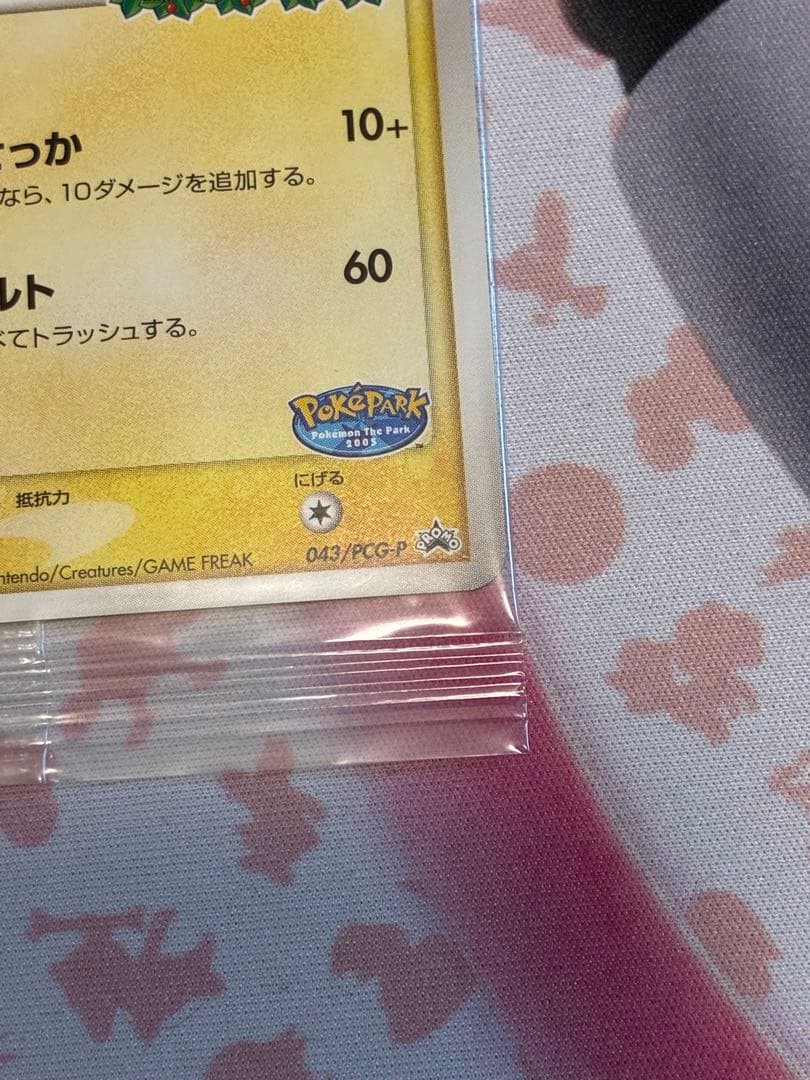 っか 10+
なら、10ダメージを追加する。
ルト 60
べてトラッシュする。
POKéPARK
Pokémon The Park
2005
™
抵抗力 にげる
ntendo/Creatures/GAME FREAK 043/PCG-P PROMO